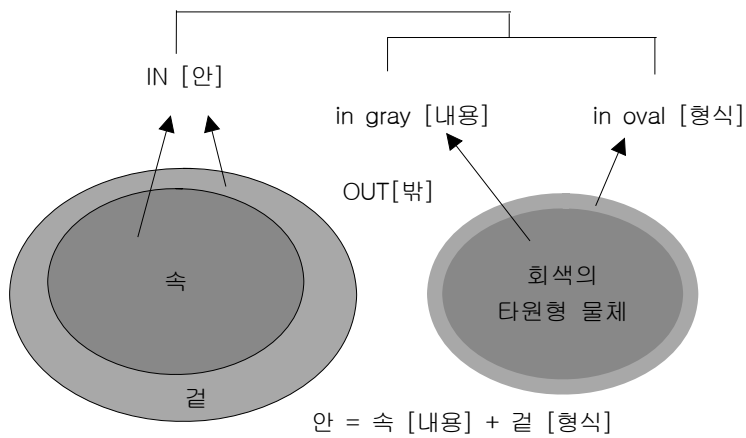 IN [안]
in gray [내용]
in oval [형식]
OUT[밖]
속
회색의
타원형 물체
겉
안 = 속 [내용] + 겉 [형식]